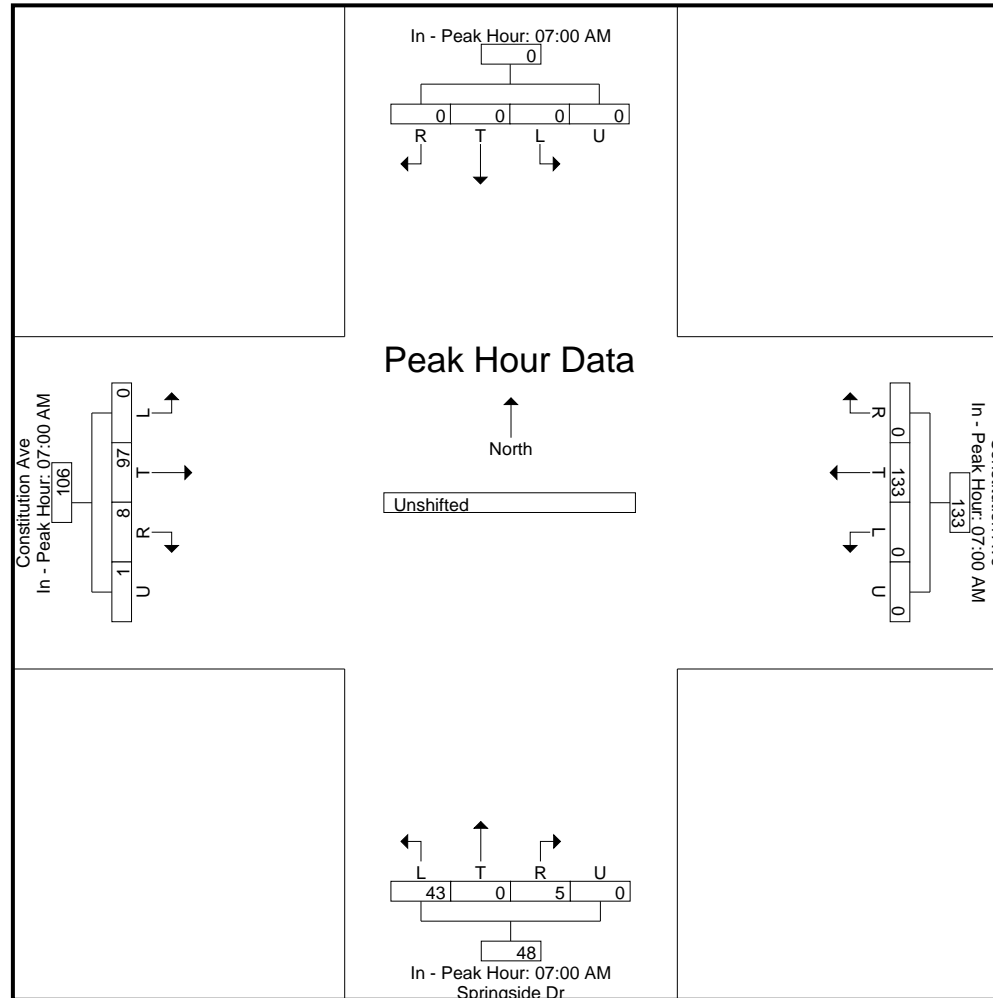 In - Peak Hour: 07:00 AM
0
0 0 0 0
R T L U
Peak Hour Data
North
Unshifted
Constitution Ave
In - Peak Hour: 07:00 AM
106
0 97 8 1
L T R U
In - Peak Hour: 07:00 AM
133
0 133 0 0
R T L U
L T R U
43 0 5 0
48
In - Peak Hour: 07:00 AM
Springside Dr